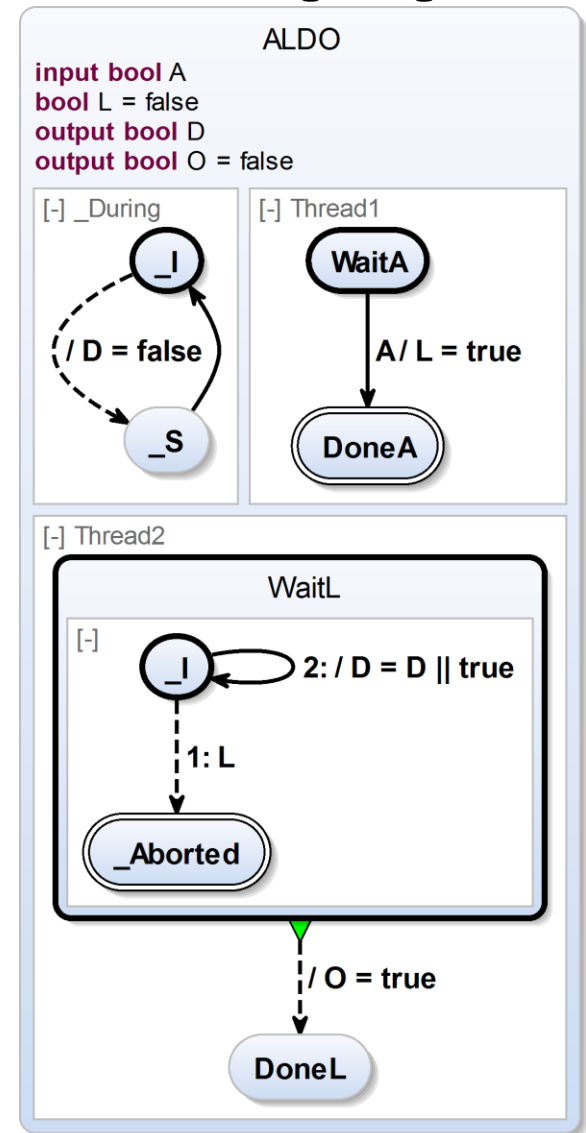 ALDO
input bool A
bool L = false
output bool D
output bool O = false
[-] _During
_I
/ D = false
_S
[-] Thread1
WaitA
A / L = true
DoneA
[-] Thread2
WaitL
[-]
_I
2: / D = D || true
1: L
_Aborted
/ O = true
DoneL